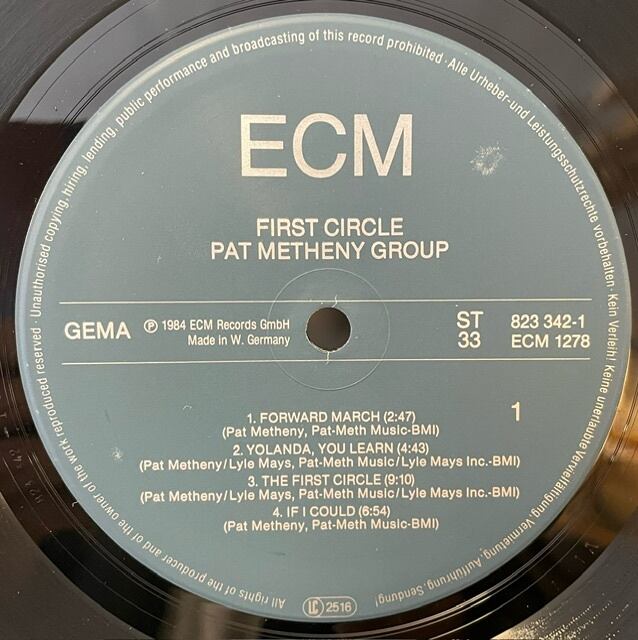 All rights of the producer and of the owner of the work reproduced reserved · Unauthorised copying, hiring, lending, public performance and broadcasting of this record prohibited · Alle Urheber- und Leistungsschutzrechte vorbehalten · Kein Verleih! Keine unerlaubte Vervielfältigung, Vermietung, Aufführung, Sendung!
ECM
FIRST CIRCLE
PAT METHENY GROUP
GEMA
℗ 1984 ECM Records GmbH
Made in W. Germany
ST
33
823 342-1
ECM 1278
1
1. FORWARD MARCH (2:47)
(Pat Metheny, Pat-Meth Music-BMI)
2. YOLANDA, YOU LEARN (4:43)
(Pat Metheny/Lyle Mays, Pat-Meth Music/Lyle Mays Inc.-BMI)
3. THE FIRST CIRCLE (9:10)
(Pat Metheny/Lyle Mays, Pat-Meth Music/Lyle Mays Inc.-BMI)
4. IF I COULD (6:54)
(Pat Metheny, Pat-Meth Music-BMI)
LC 2516